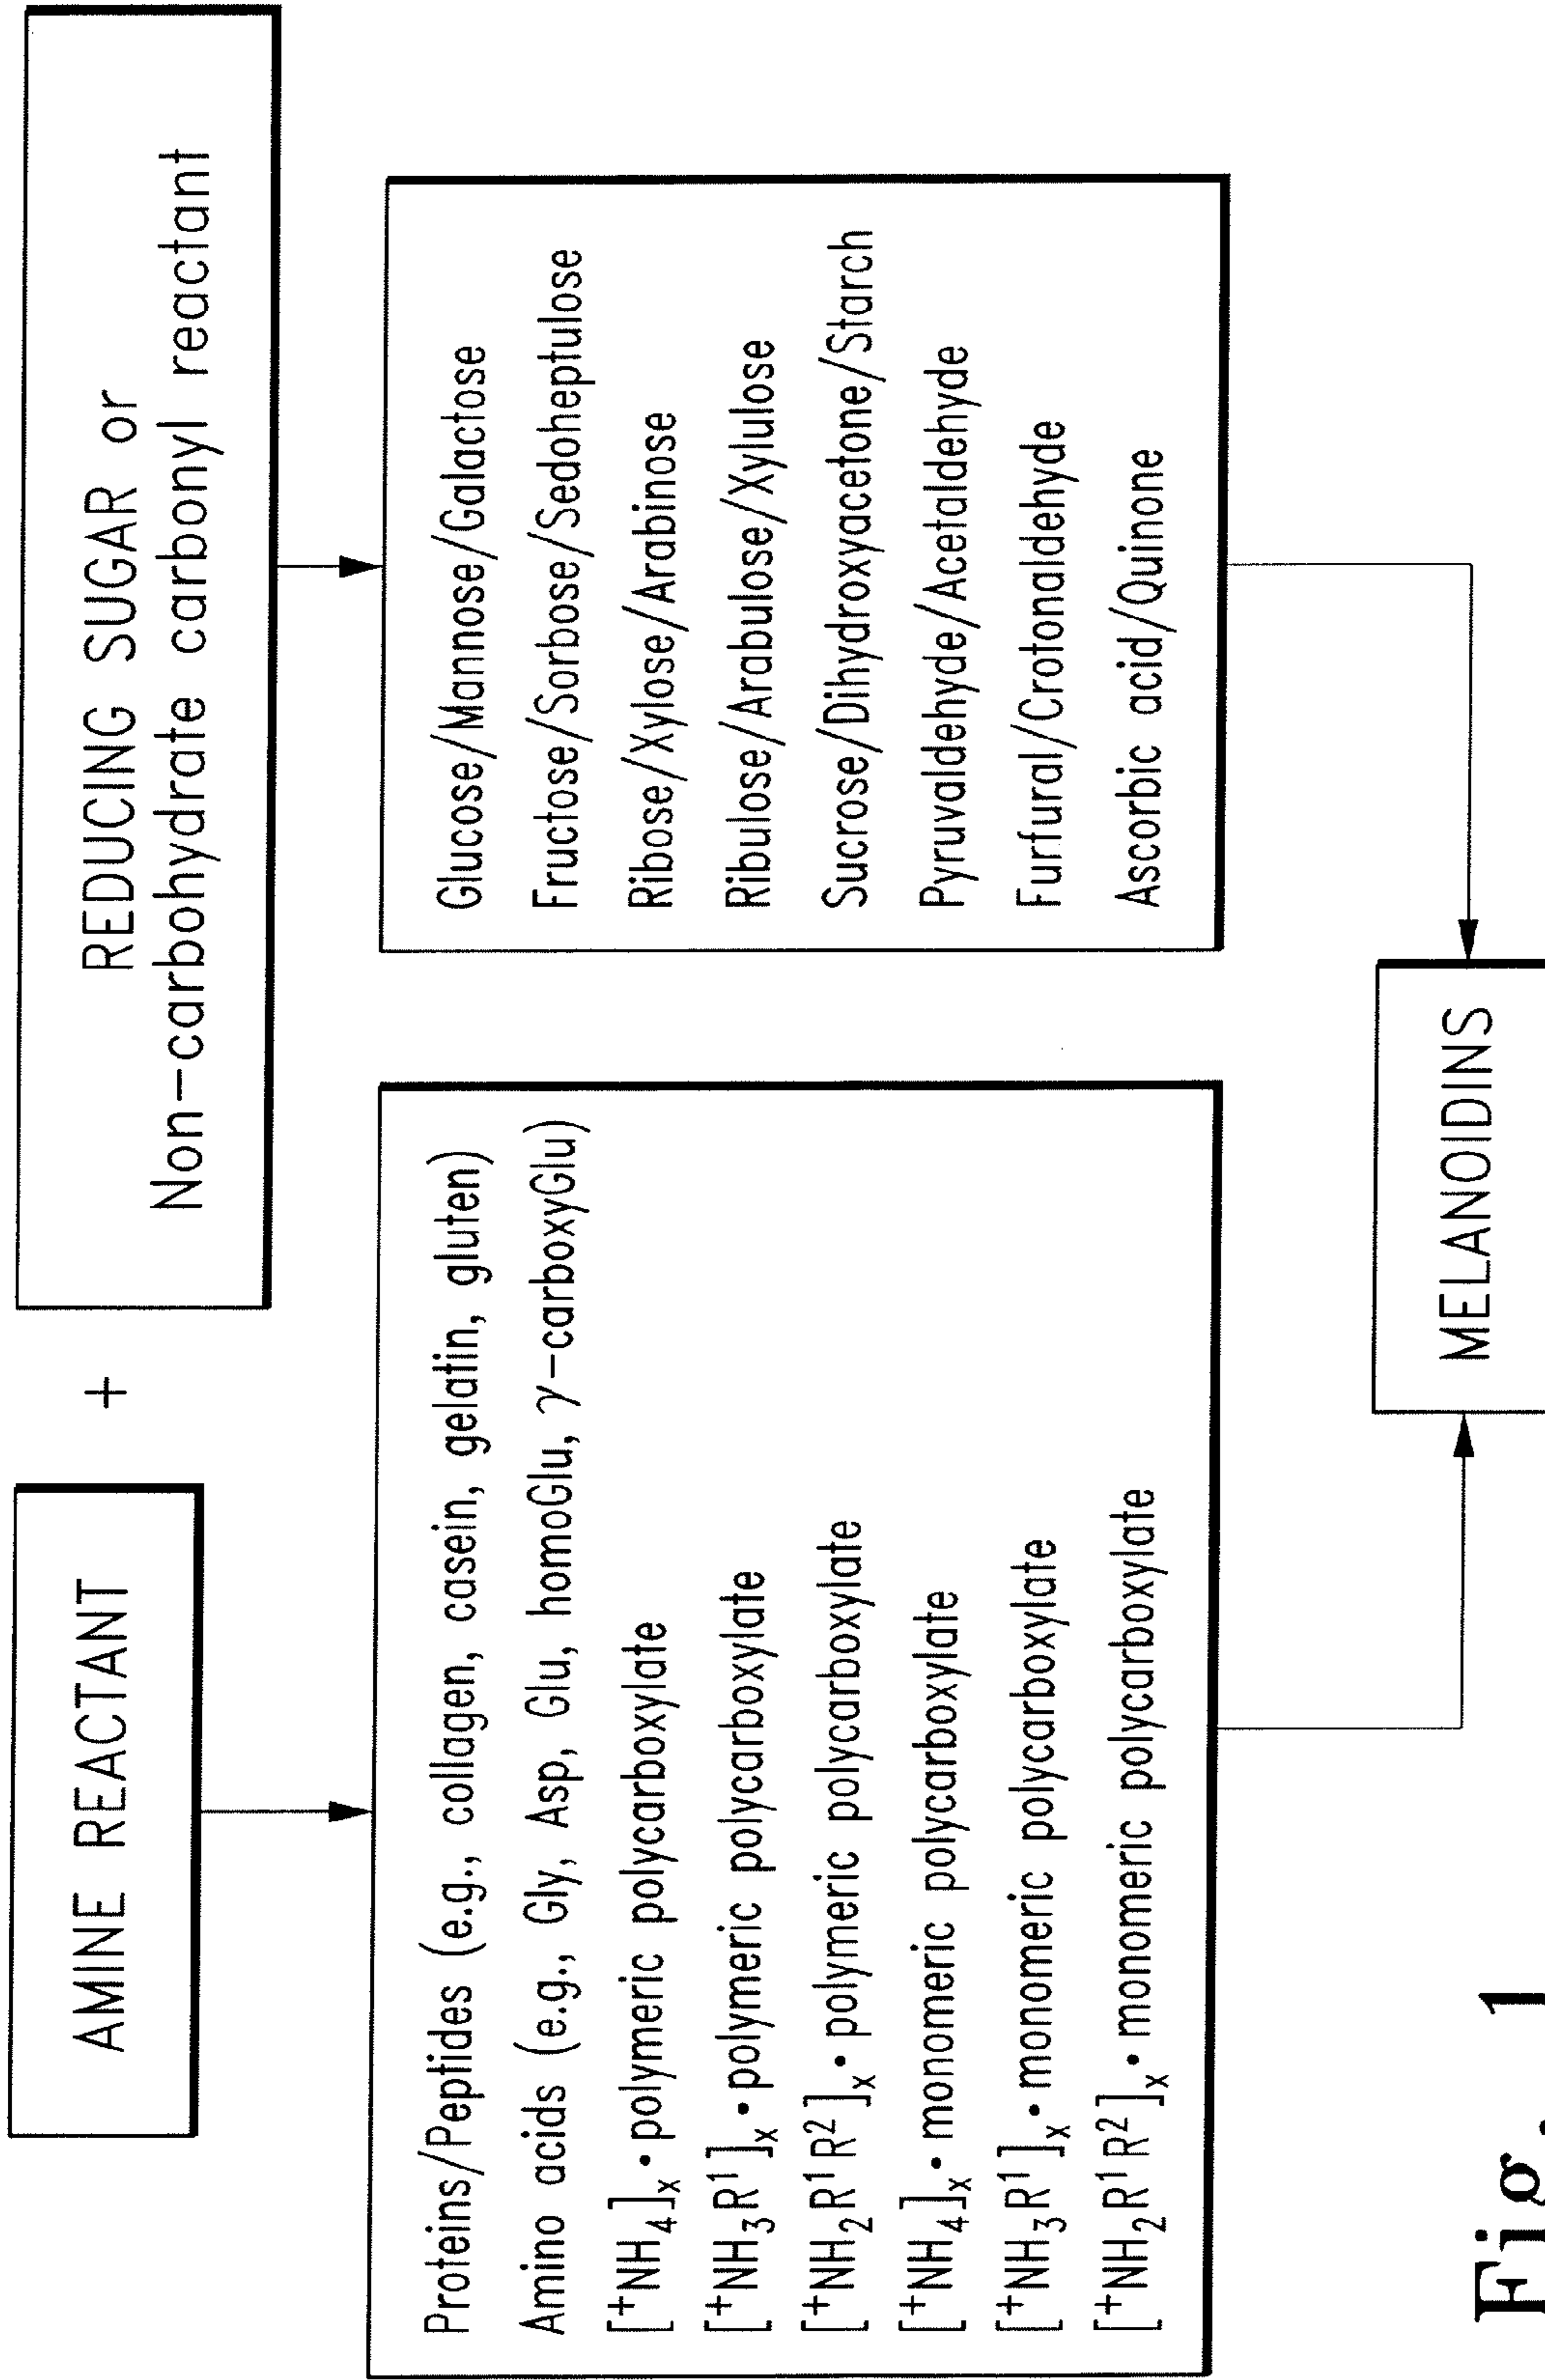 AMINE REACTANT
+
REDUCING SUGAR or
Non-carbohydrate carbonyl reactant
Proteins/Peptides (e.g., collagen, casein, gelatin, gluten)
Amino acids (e.g., Gly, Asp, Glu, homoGlu, γ-carboxyGlu)
[⁺NH₄]ₓ•polymeric polycarboxylate
[⁺NH₃R¹]ₓ•polymeric polycarboxylate
[⁺NH₂R¹R²]ₓ•polymeric polycarboxylate
[⁺NH₄]ₓ•monomeric polycarboxylate
[⁺NH₃R¹]ₓ•monomeric polycarboxylate
[⁺NH₂R¹R²]ₓ•monomeric polycarboxylate
Glucose/Mannose/Galactose
Fructose/Sorbose/Sedoheptulose
Ribose/Xylose/Arabinose
Ribulose/Arabulose/Xylulose
Sucrose/Dihydroxyacetone/Starch
Pyruvaldehyde/Acetaldehyde
Furfural/Crotonaldehyde
Ascorbic acid/Quinone
MELANOIDINS
Fig. 1